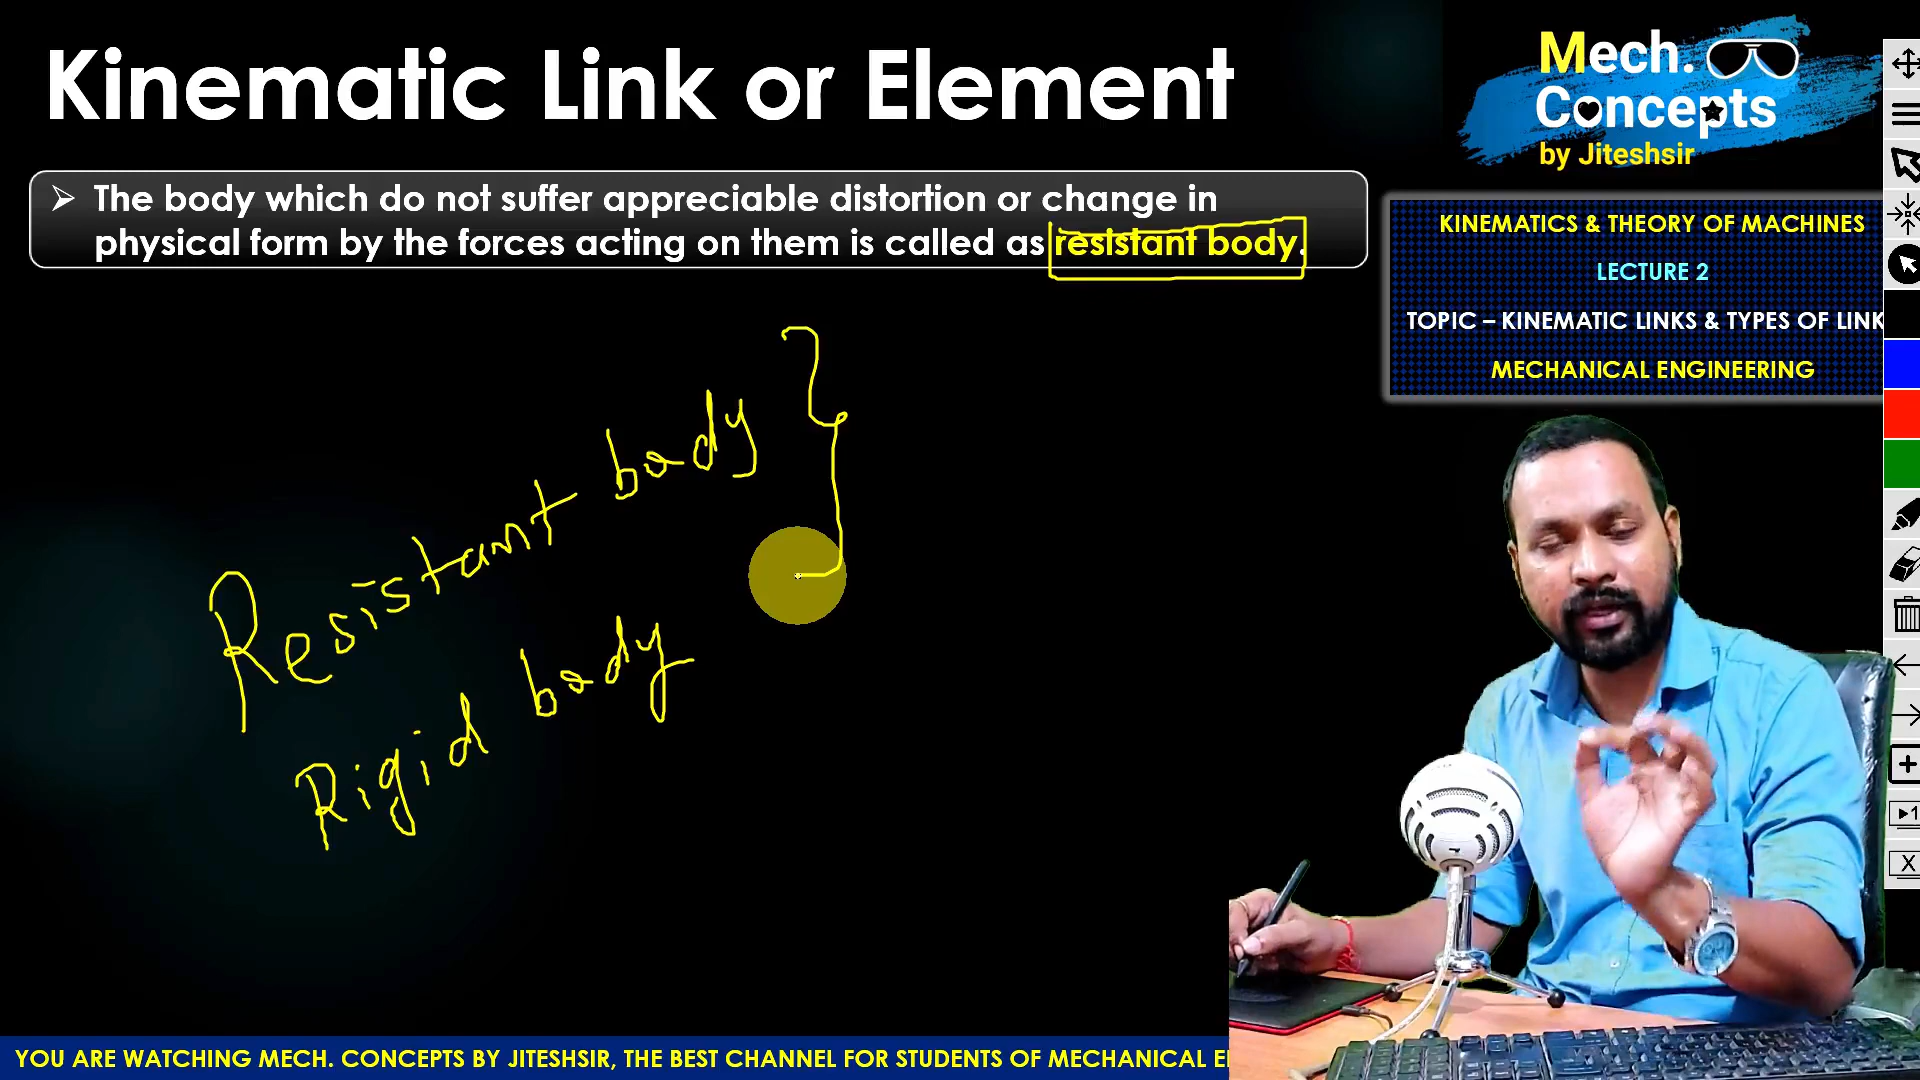 Kinematic Link or Element
Mech.
Concepts
by Jiteshsir
➢ The body which do not suffer appreciable distortion or change in
physical form by the forces acting on them is called as resistant body.
KINEMATICS & THEORY OF MACHINES
LECTURE 2
TOPIC – KINEMATIC LINKS & TYPES OF LINK
MECHANICAL ENGINEERING
Resistant body
Rigid body
YOU ARE WATCHING MECH. CONCEPTS BY JITESHSIR, THE BEST CHANNEL FOR STUDENTS OF MECHANICAL